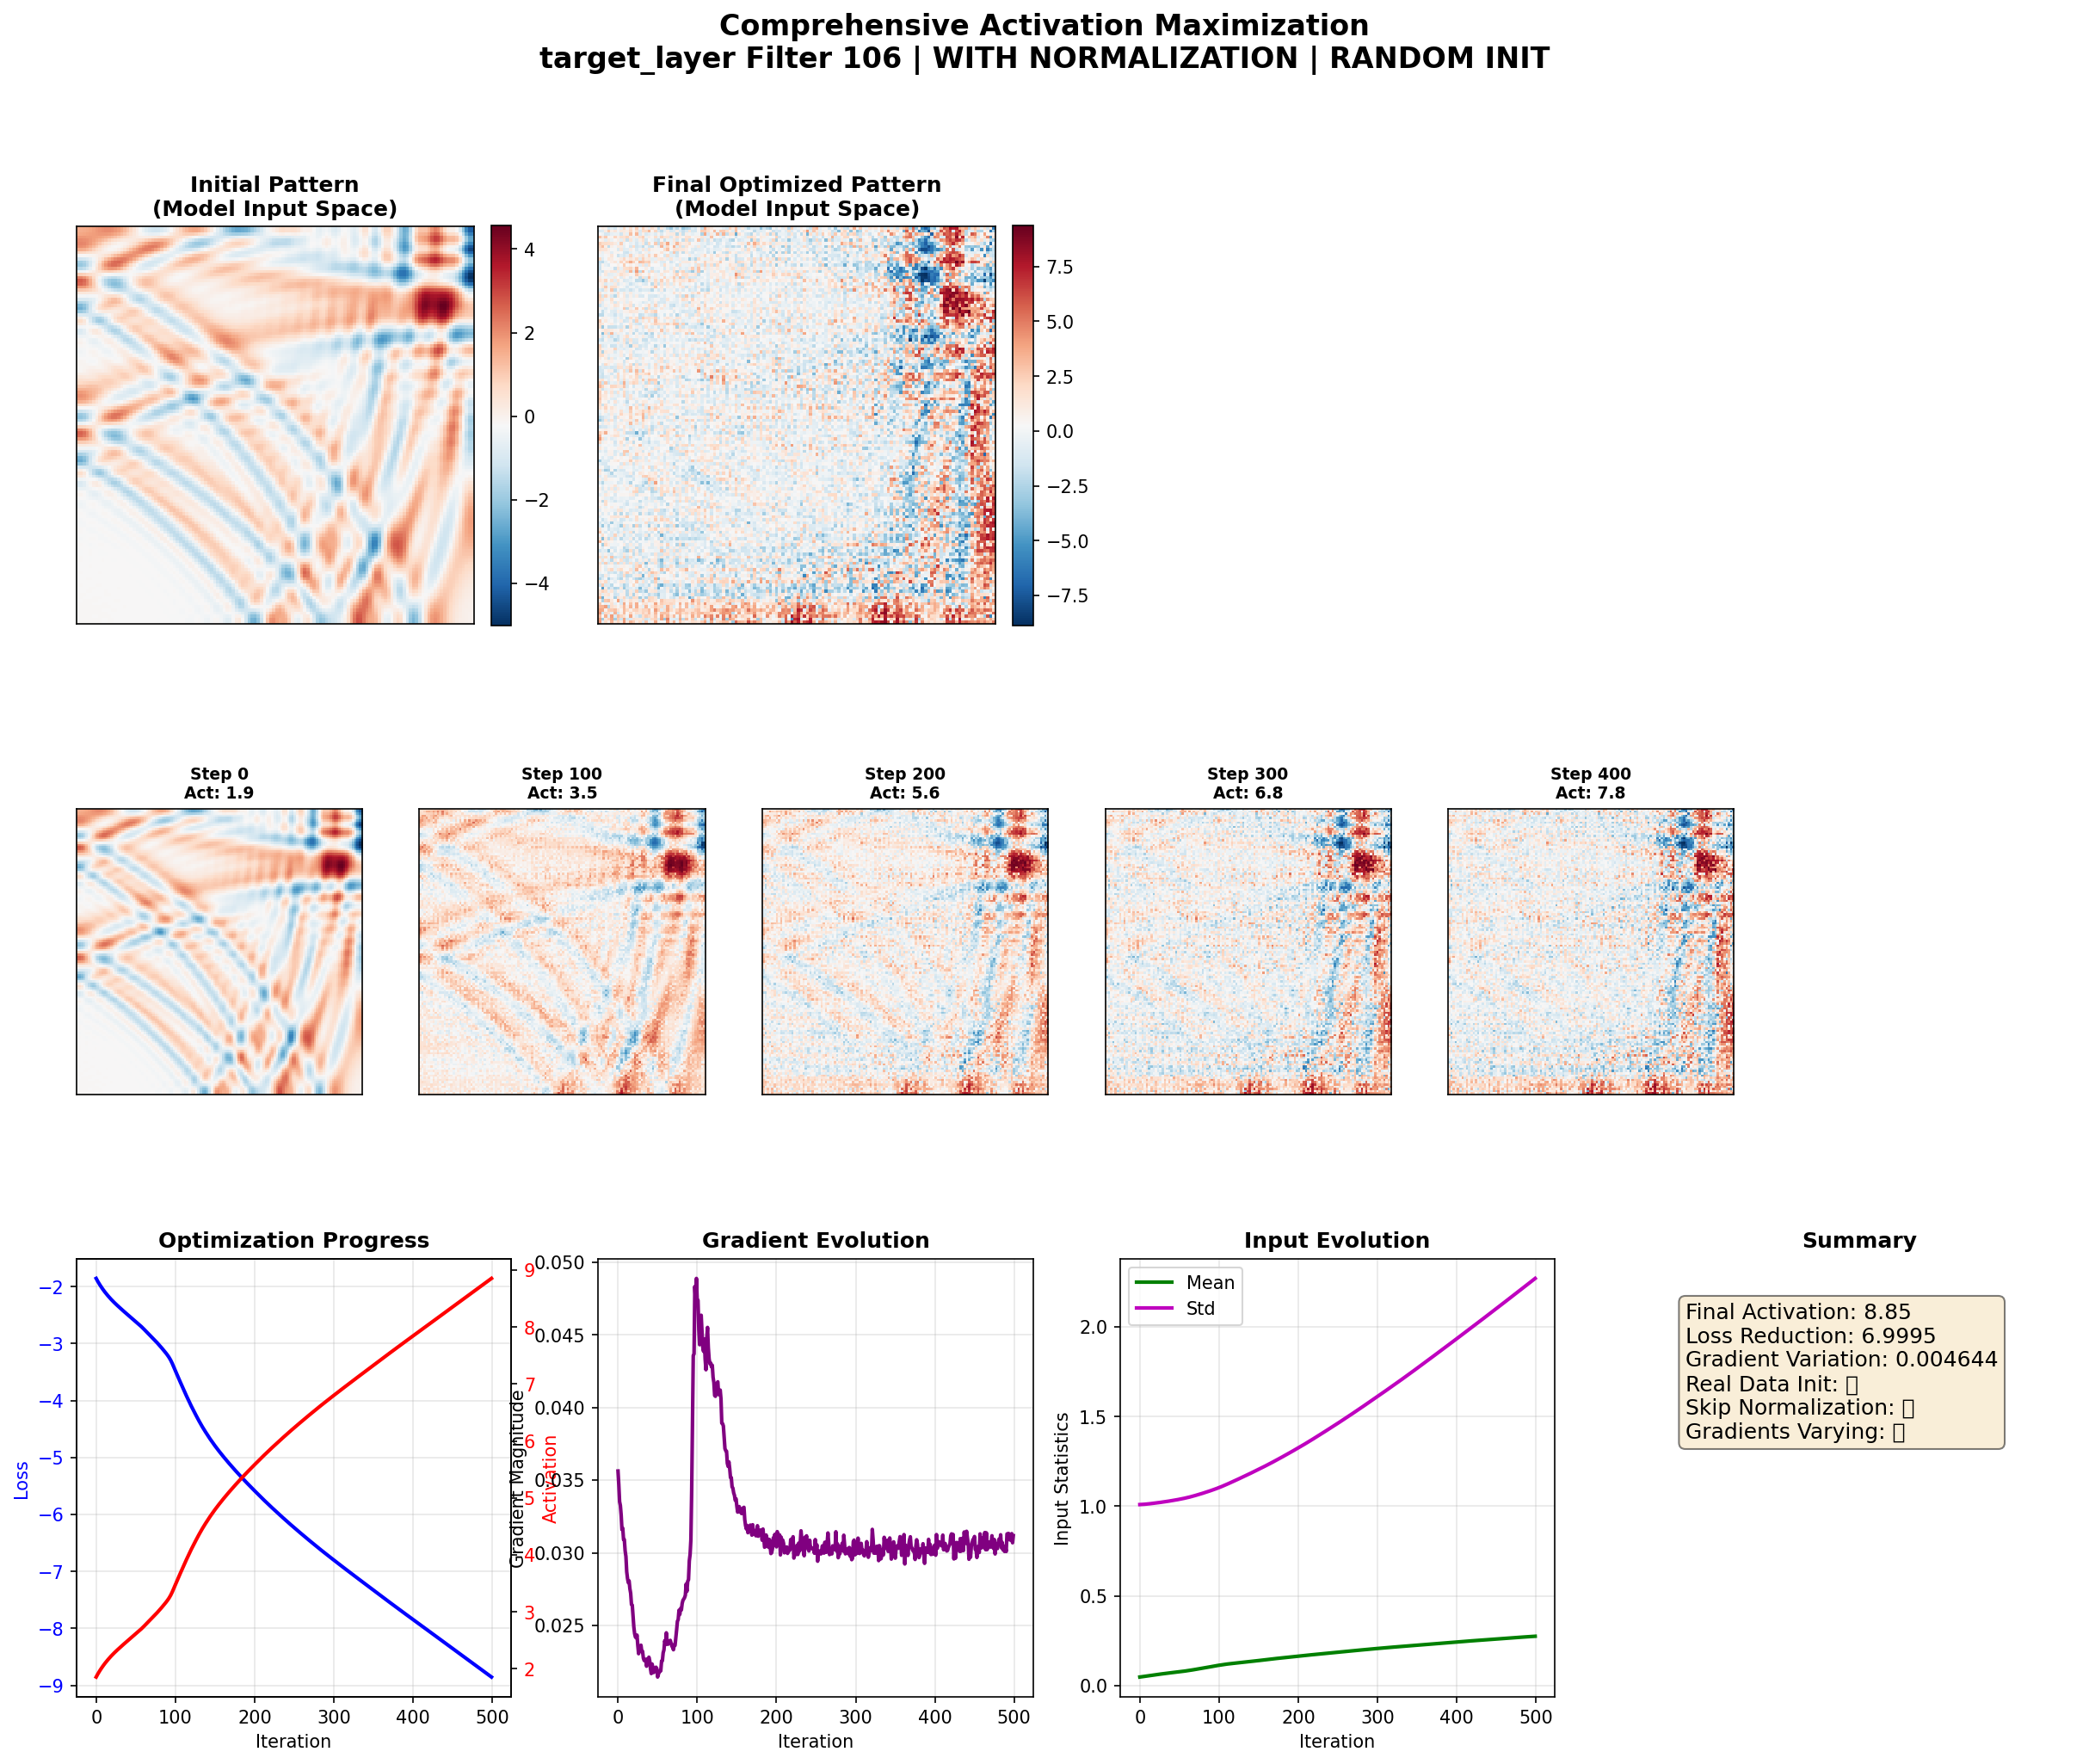 Comprehensive Activation Maximization
target_layer Filter 106 | WITH NORMALIZATION | RANDOM INIT
Initial Pattern
(Model Input Space)
4
2
0
−2
−4
Final Optimized Pattern
(Model Input Space)
7.5
5.0
2.5
0.0
−2.5
−5.0
−7.5
Step 0
Act: 1.9
Step 100
Act: 3.5
Step 200
Act: 5.6
Step 300
Act: 6.8
Step 400
Act: 7.8
Optimization Progress
Loss
−2
−3
−4
−5
−6
−7
−8
−9
0 100 200 300 400 500
Iteration
9
8
7
6
5
4
3
2
Activation
Gradient Evolution
Gradient Magnitude
0.050
0.045
0.040
0.035
0.030
0.025
0 100 200 300 400 500
Iteration
Input Evolution
Mean
Std
Input Statistics
2.0
1.5
1.0
0.5
0.0
0 100 200 300 400 500
Iteration
Summary
Final Activation: 8.85
Loss Reduction: 6.9995
Gradient Variation: 0.004644
Real Data Init:
Skip Normalization:
Gradients Varying: